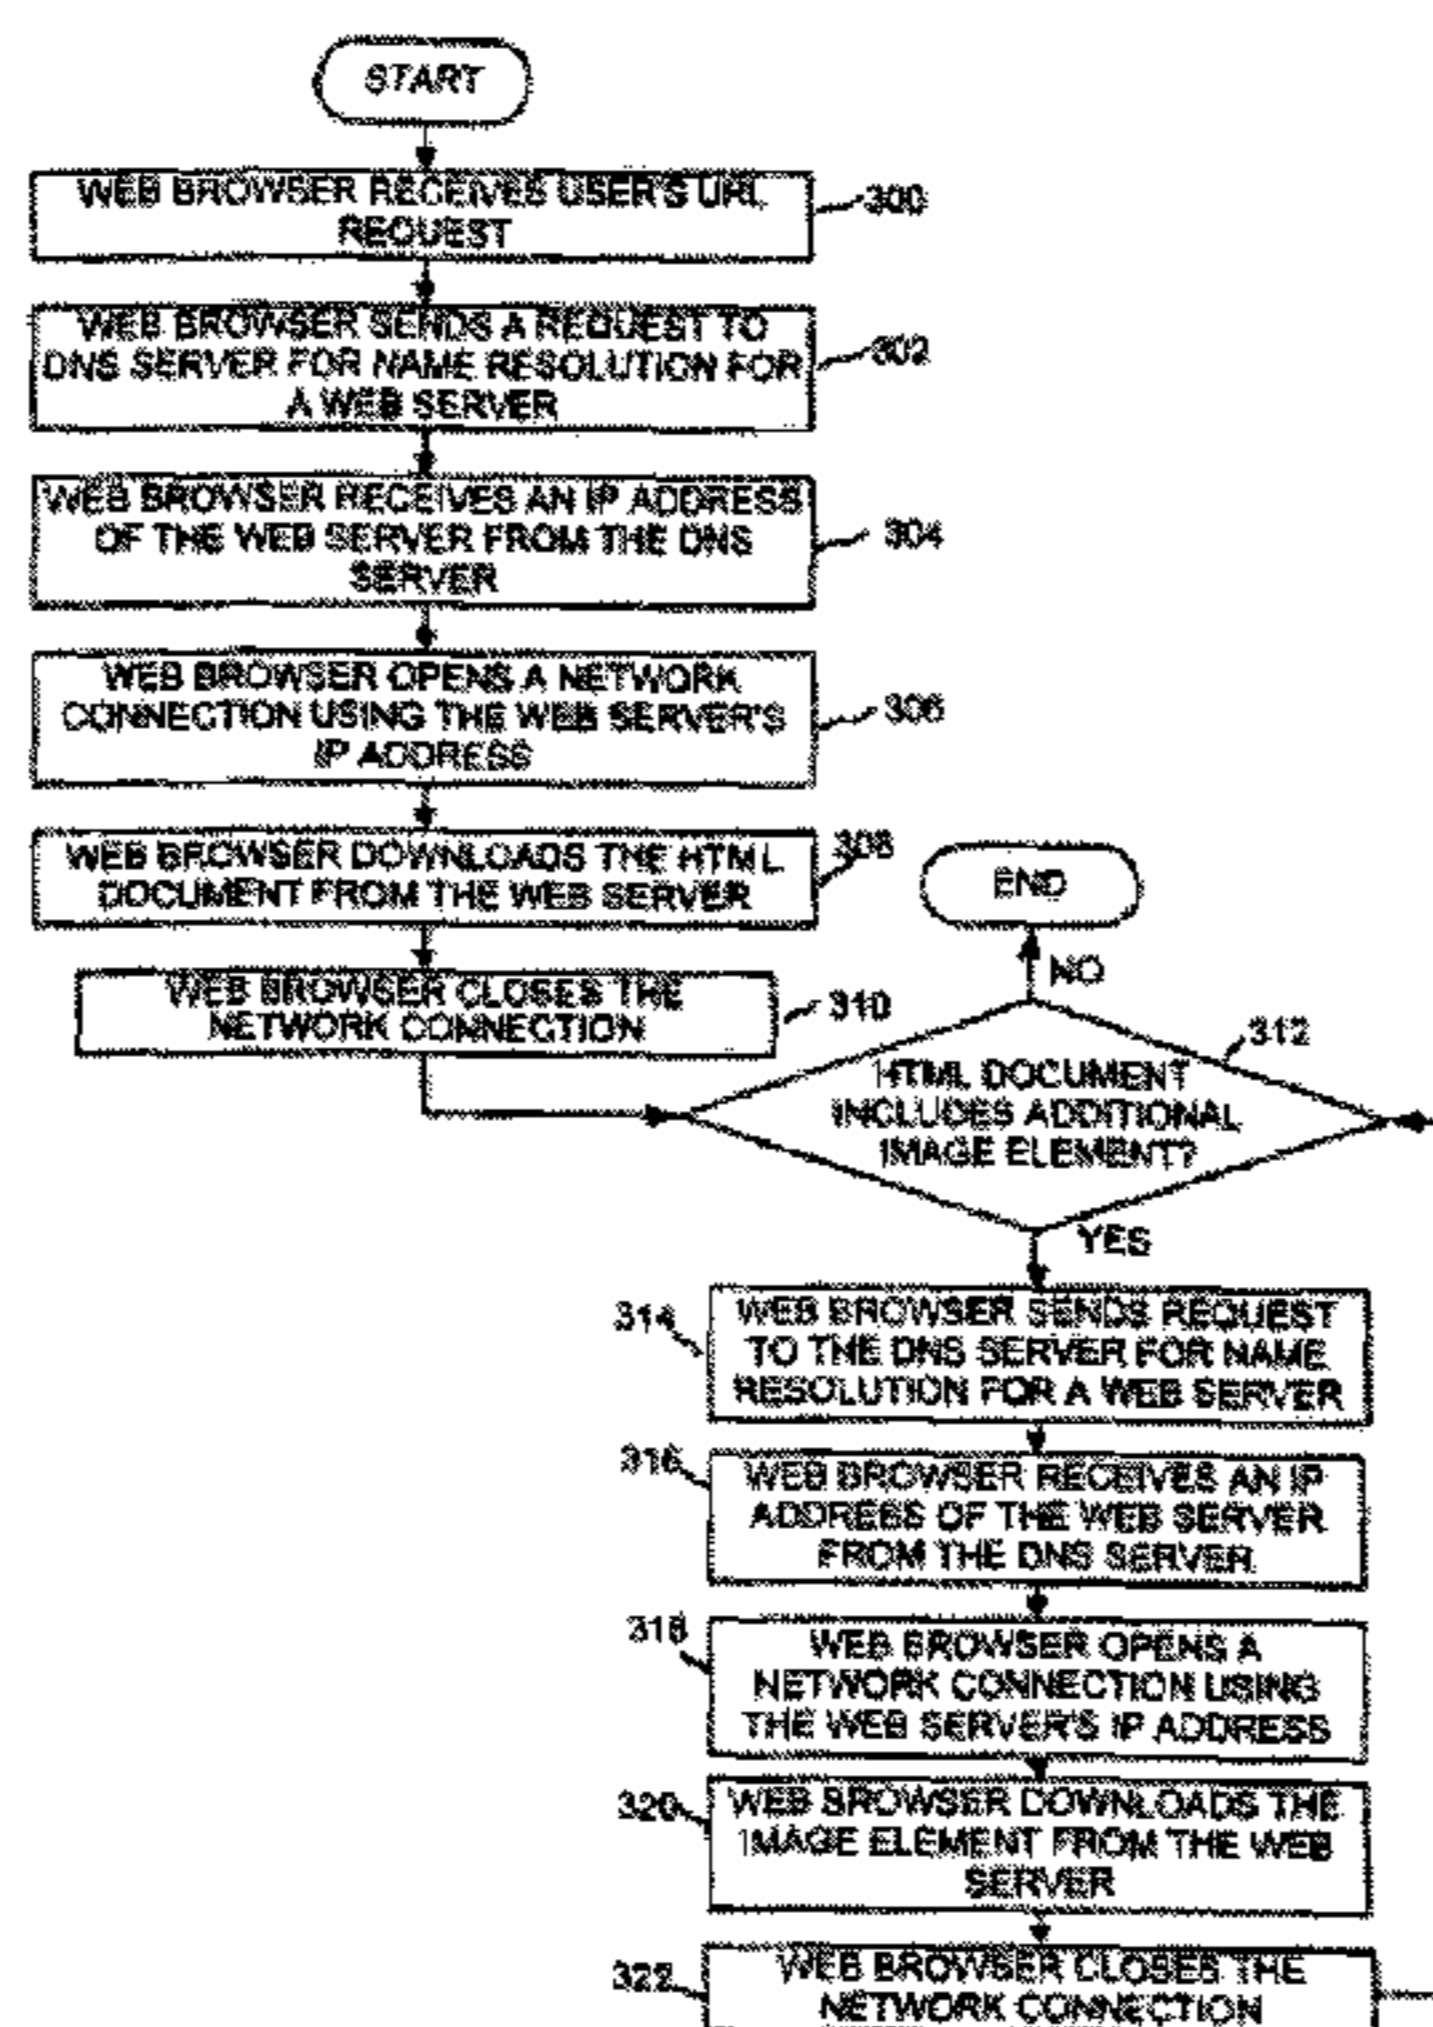 START
WEB BROWSER RECEIVES USER'S URL
REQUEST
300
WEB BROWSER SENDS A REQUEST TO
DNS SERVER FOR NAME RESOLUTION FOR
A WEB SERVER
302
WEB BROWSER RECEIVES AN IP ADDRESS
OF THE WEB SERVER FROM THE DNS
SERVER
304
WEB BROWSER OPENS A NETWORK
CONNECTION USING THE WEB SERVER'S
IP ADDRESS
306
WEB BROWSER DOWNLOADS THE HTML
DOCUMENT FROM THE WEB SERVER
308
WEB BROWSER CLOSES THE
NETWORK CONNECTION
310
END
NO
312
HTML DOCUMENT
INCLUDES ADDITIONAL
IMAGE ELEMENT?
YES
314
WEB BROWSER SENDS REQUEST
TO THE DNS SERVER FOR NAME
RESOLUTION FOR A WEB SERVER
316
WEB BROWSER RECEIVES AN IP
ADDRESS OF THE WEB SERVER
FROM THE DNS SERVER
318
WEB BROWSER OPENS A
NETWORK CONNECTION USING
THE WEB SERVER'S IP ADDRESS
320
WEB BROWSER DOWNLOADS THE
IMAGE ELEMENT FROM THE WEB
SERVER
322
WEB BROWSER CLOSES THE
NETWORK CONNECTION